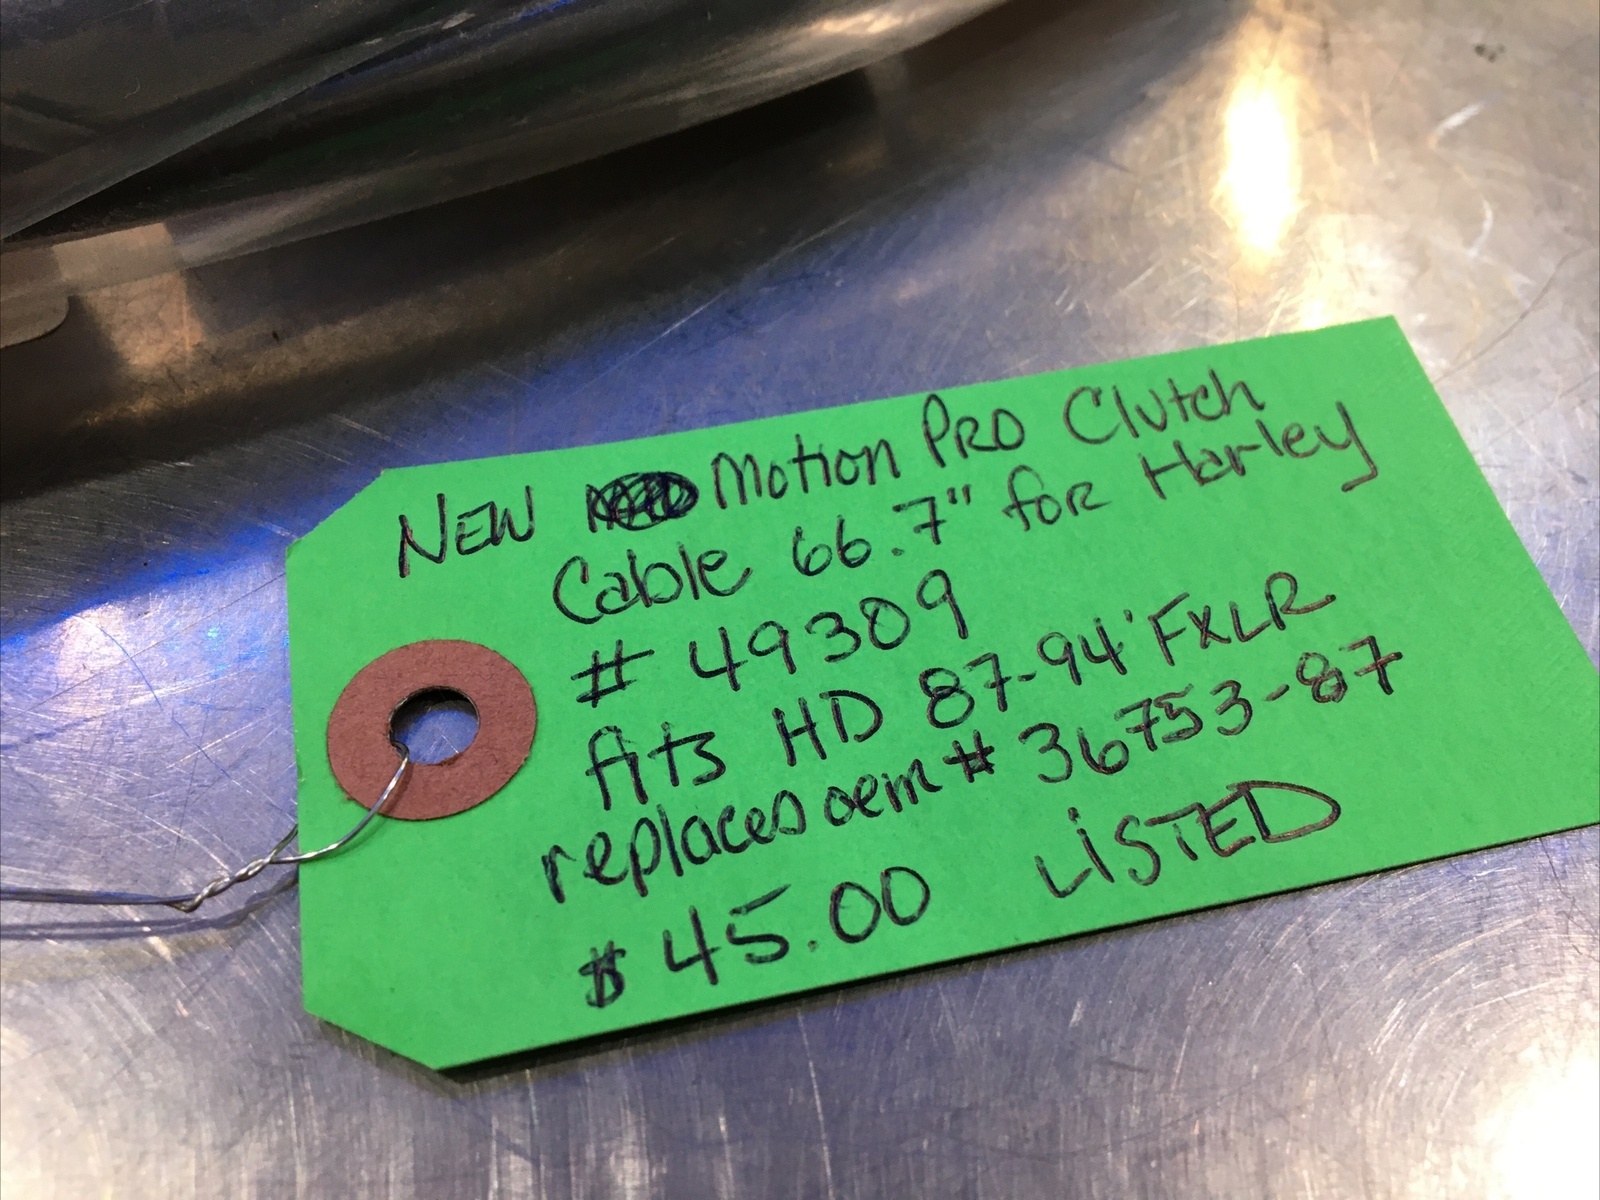 NEW Motion PRO Clutch
Cable 66.7" for Harley
# 49309
fits HD 87-94' FXLR
replaces oem # 36753-87
$ 45.00 LiSTED